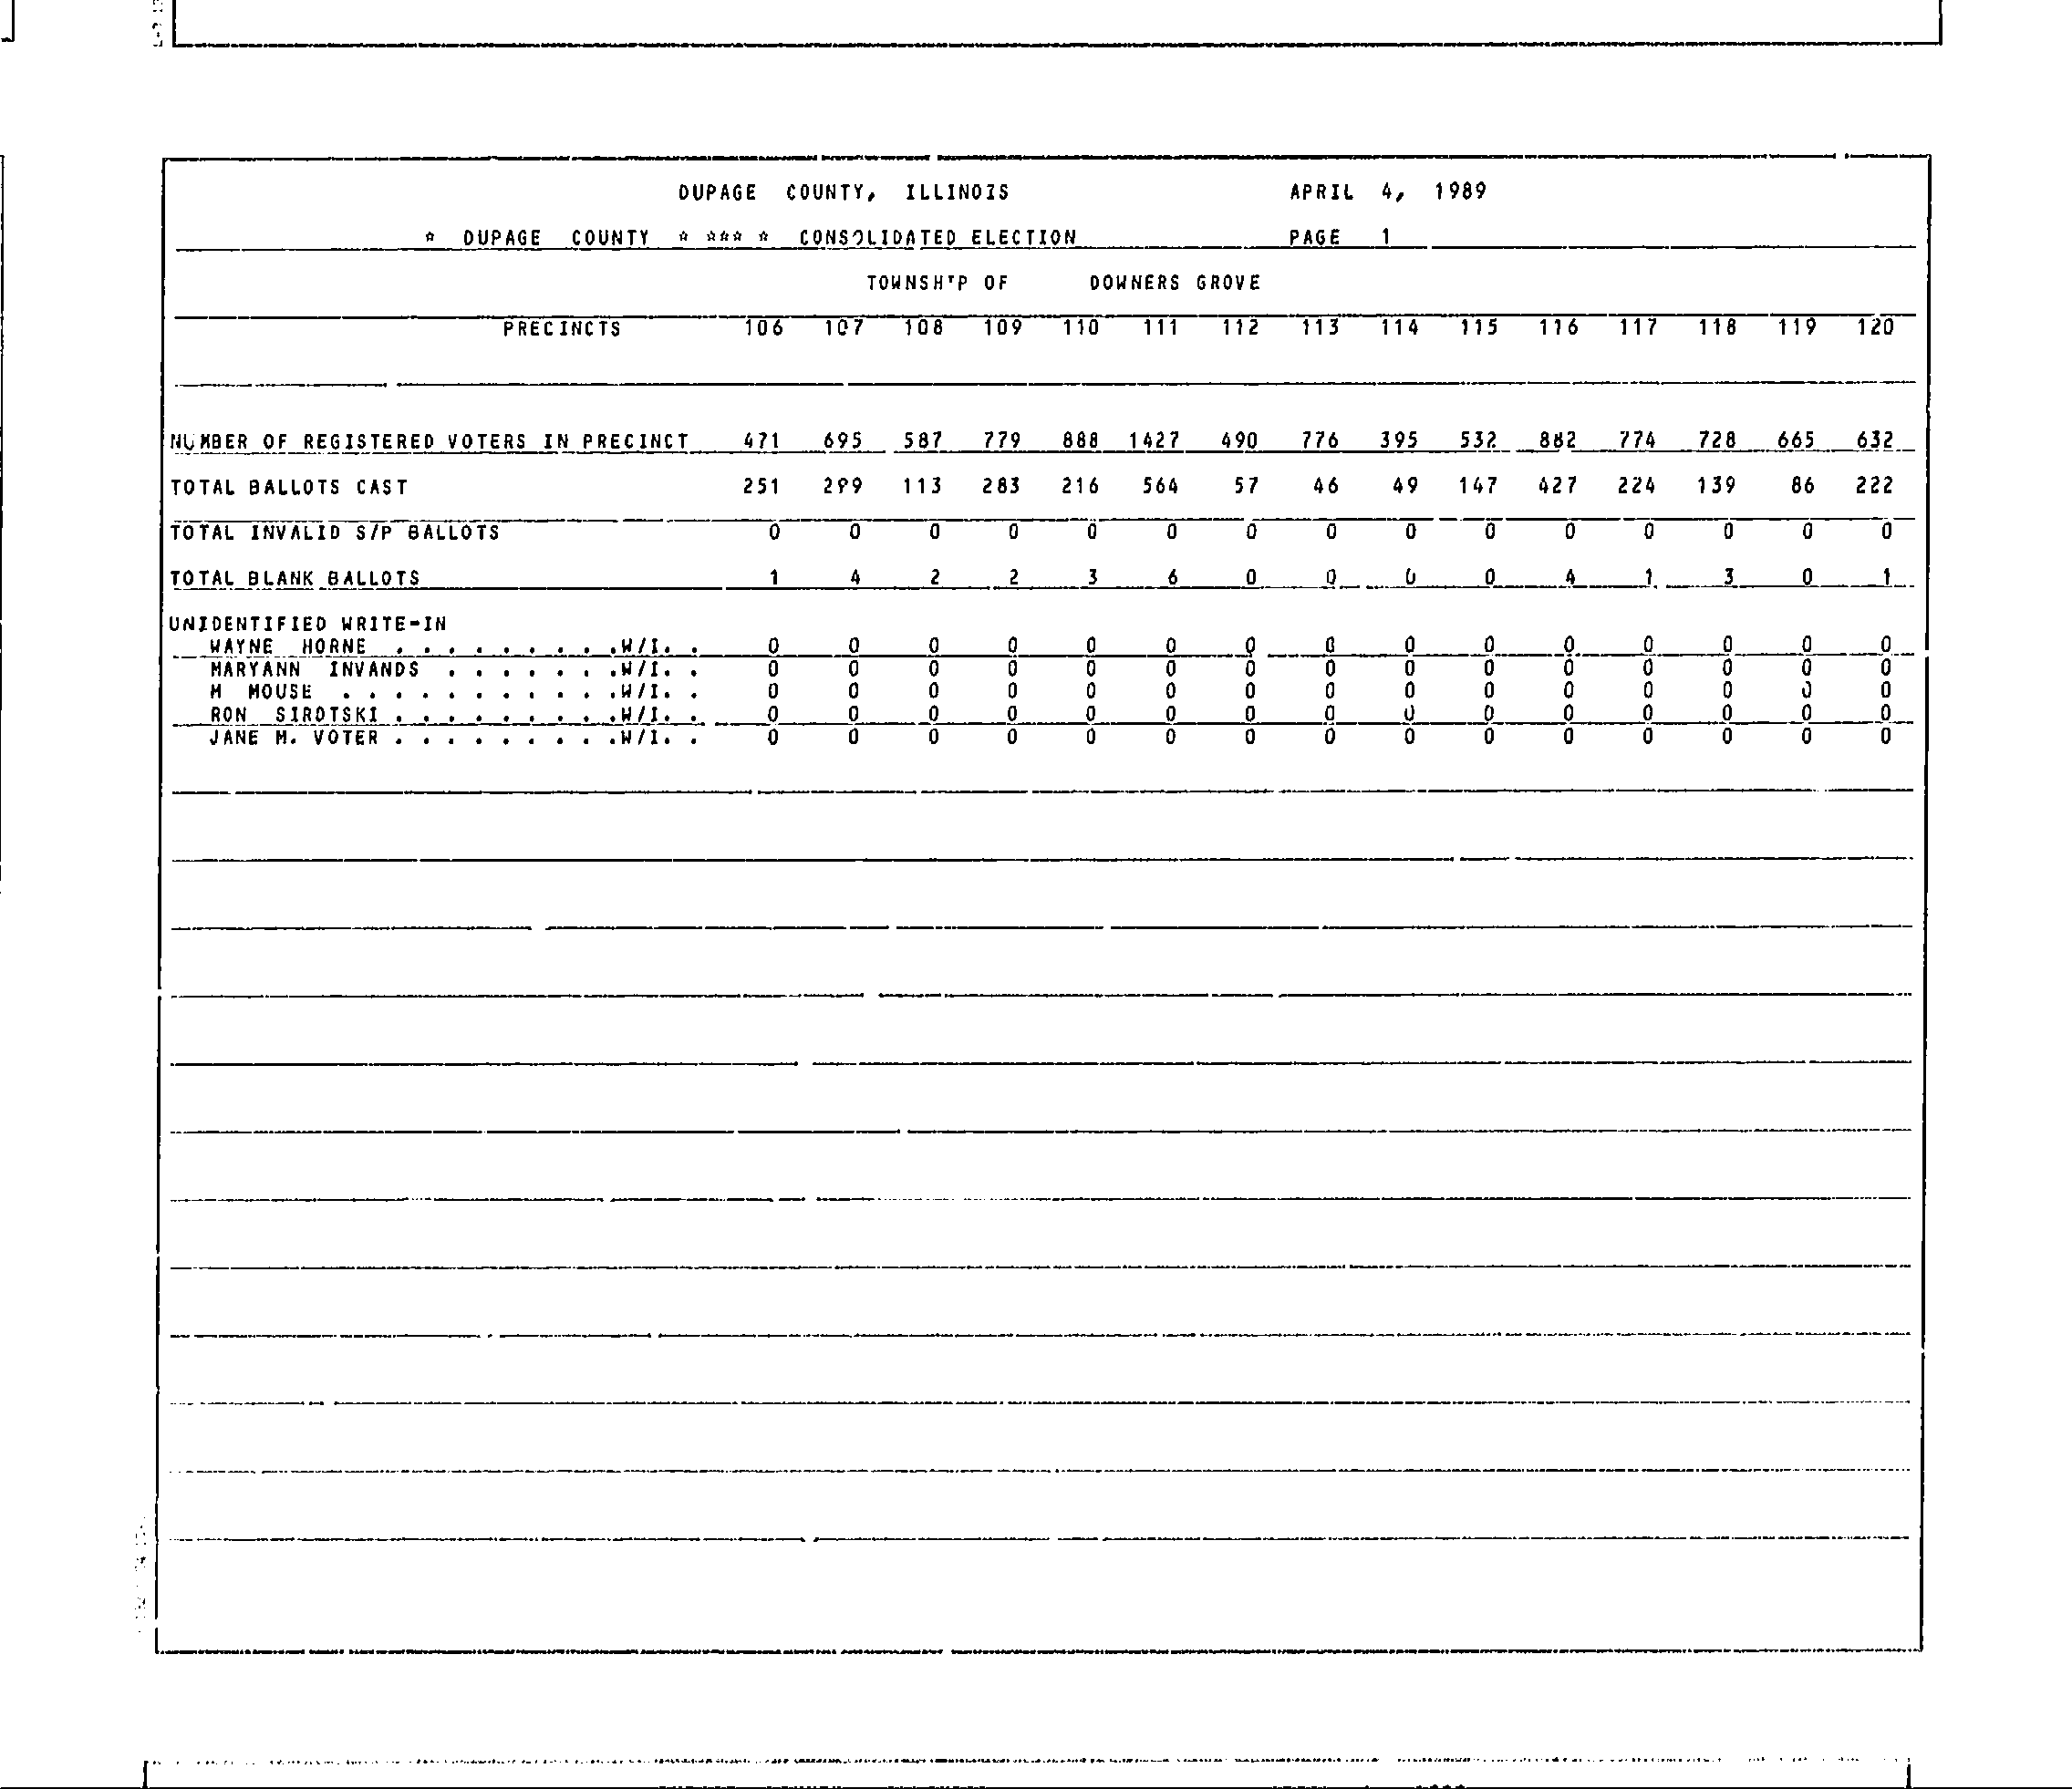 DUPAGE COUNTY, ILLINOIS APRIL 4, 1989
* DUPAGE COUNTY * *** * CONSOLIDATED ELECTION PAGE 1
TOWNSHIP OF DOWNERS GROVE
PRECINCTS 106 107 108 109 110 111 112 113 114 115 116 117 118 119 120
NUMBER OF REGISTERED VOTERS IN PRECINCT 471 695 587 779 888 1427 490 776 395 532 882 774 728 665 632
TOTAL BALLOTS CAST 251 299 113 283 216 564 57 46 49 147 427 224 139 86 222
TOTAL INVALID S/P BALLOTS 0 0 0 0 0 0 0 0 0 0 0 0 0 0 0
TOTAL BLANK BALLOTS 1 4 2 2 3 6 0 0 0 0 4 1 3 0 1
UNIDENTIFIED WRITE-IN
WAYNE HORNE . . . . . . . . .W/I. . 0 0 0 0 0 0 0 0 0 0 0 0 0 0 0
MARYANN INVANDS . . . . . . .W/I. . 0 0 0 0 0 0 0 0 0 0 0 0 0 0 0
M MOUSE . . . . . . . . . . .W/I. . 0 0 0 0 0 0 0 0 0 0 0 0 0 0 0
RON SIROTSKI . . . . . . . . .W/I. . 0 0 0 0 0 0 0 0 0 0 0 0 0 0 0
JANE M. VOTER . . . . . . . . .W/I. . 0 0 0 0 0 0 0 0 0 0 0 0 0 0 0